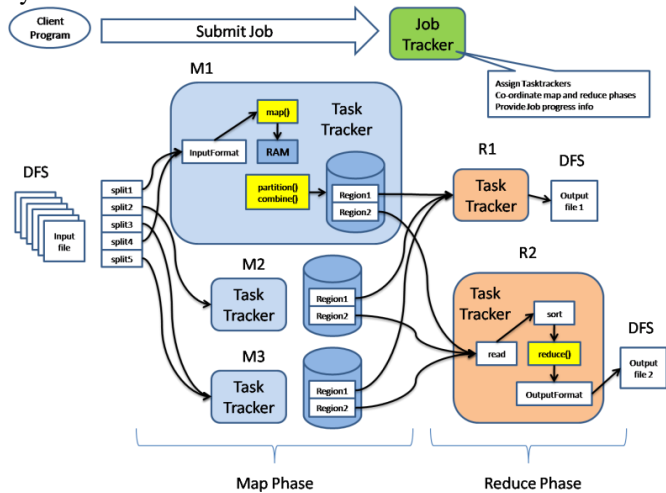 Client
Program
Submit Job
Job
Tracker
Assign Tasktrackers
Co-ordinate map and reduce phases
Provide Job progress info
M1
map()
Task
Tracker
InputFormat
RAM
partition()
combine()
Region1
Region2
DFS
Input
file
split1
split2
split3
split4
split5
R1
Task
Tracker
DFS
Output
file 1
M2
Task
Tracker
Region1
Region2
R2
Task
Tracker
sort
read
reduce()
OutputFormat
DFS
Output
file 2
M3
Task
Tracker
Region1
Region2
Map Phase
Reduce Phase